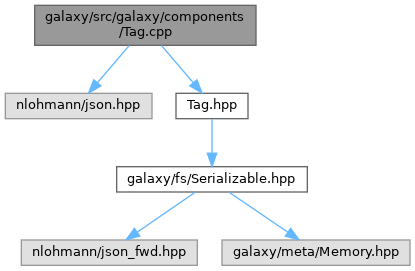 galaxy/src/galaxy/components
/Tag.cpp
nlohmann/json.hpp
Tag.hpp
galaxy/fs/Serializable.hpp
nlohmann/json_fwd.hpp
galaxy/meta/Memory.hpp